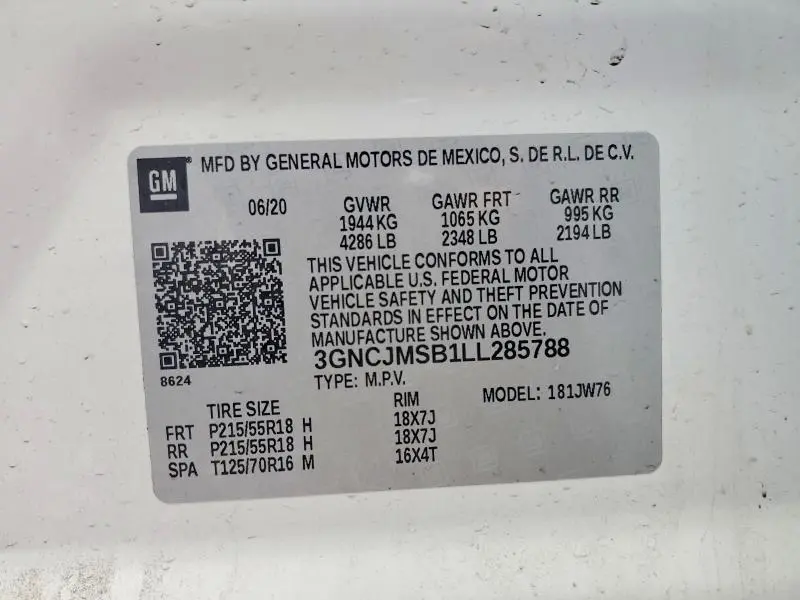 GM® MFD BY GENERAL MOTORS DE MEXICO, S. DE R.L. DE C.V.
06/20 GVWR GAWR FRT GAWR RR
1944 KG 1065 KG 995 KG
4286 LB 2348 LB 2194 LB
THIS VEHICLE CONFORMS TO ALL
APPLICABLE U.S. FEDERAL MOTOR
VEHICLE SAFETY AND THEFT PREVENTION
STANDARDS IN EFFECT ON THE DATE OF
MANUFACTURE SHOWN ABOVE.
3GNCJMSB1LL285788
8624
TYPE: M.P.V. MODEL: 181JW76
TIRE SIZE RIM
FRT P215/55R18 H 18X7J
RR P215/55R18 H 18X7J
SPA T125/70R16 M 16X4T